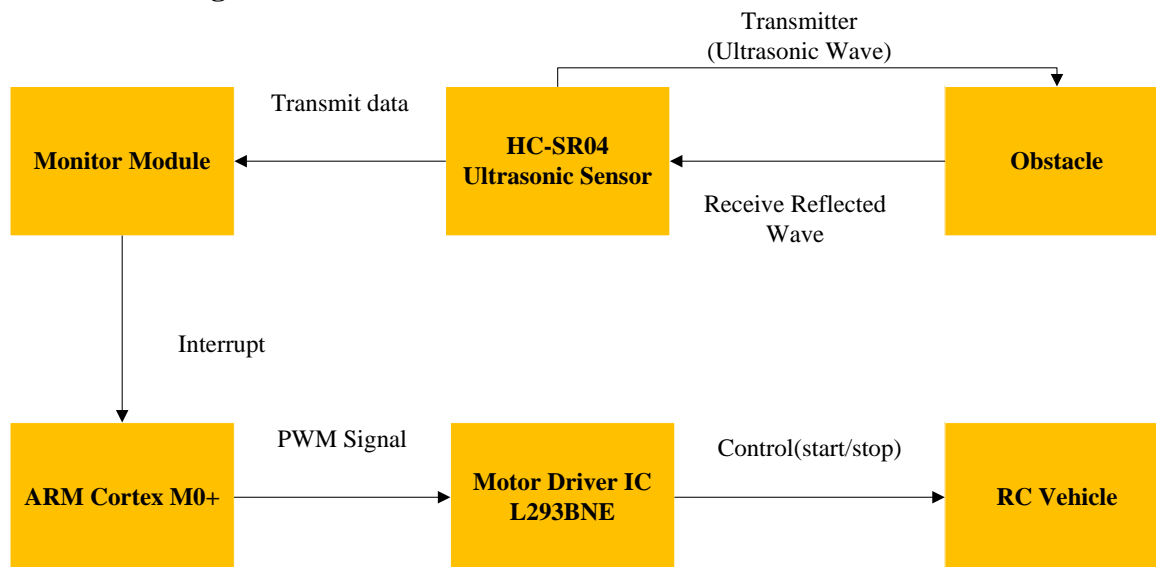 Transmitter
(Ultrasonic Wave)
Transmit data
Monitor Module
HC-SR04
Ultrasonic Sensor
Obstacle
Receive Reflected
Wave
Interrupt
PWM Signal
Control(start/stop)
ARM Cortex M0+
Motor Driver IC
L293BNE
RC Vehicle